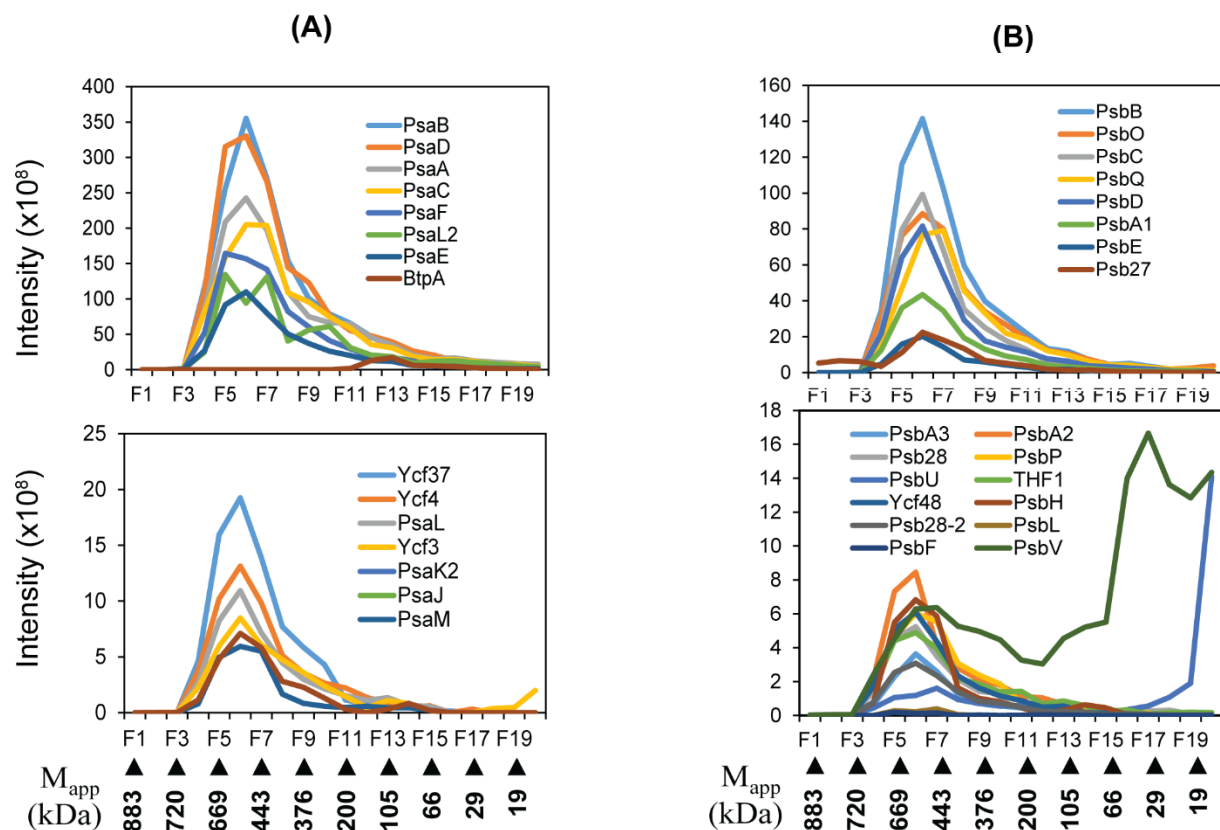 (A)
Intensity (x10⁸)
400
350
300
250
200
150
100
50
0
PsaB
PsaD
PsaA
PsaC
PsaF
PsaL2
PsaE
BtpA
F1 F3 F5 F7 F9 F11 F13 F15 F17 F19
Intensity (x10⁸)
25
20
15
10
5
0
Ycf37
Ycf4
PsaL
Ycf3
PsaK2
PsaJ
PsaM
F1 F3 F5 F7 F9 F11 F13 F15 F17 F19
Mapp
(kDa)
883 720 669 443 376 200 105 66 29 19
(B)
160
140
120
100
80
60
40
20
0
PsbB
PsbO
PsbC
PsbQ
PsbD
PsbA1
PsbE
Psb27
F1 F3 F5 F7 F9 F11 F13 F15 F17 F19
18
16
14
12
10
8
6
4
2
0
PsbA3 PsbA2
Psb28 PsbP
PsbU THF1
Ycf48 PsbH
Psb28-2 PsbL
PsbF PsbV
F1 F3 F5 F7 F9 F11 F13 F15 F17 F19
883 720 669 443 376 200 105 66 29 19